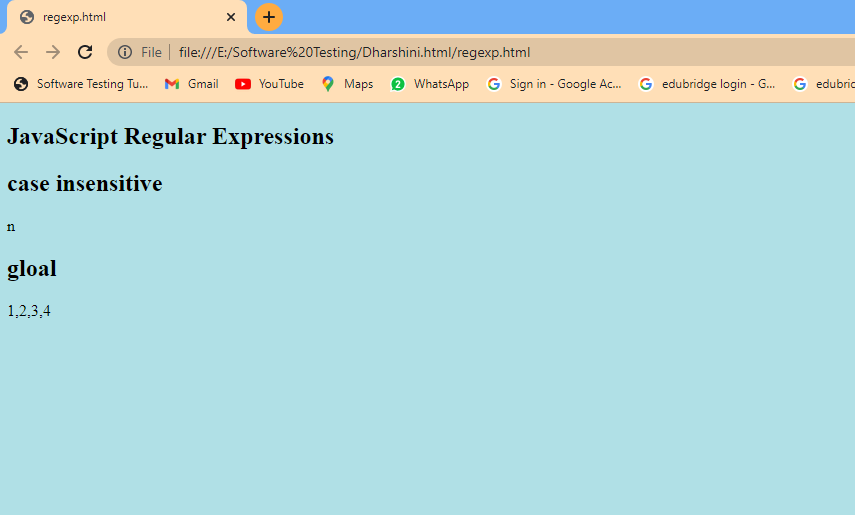 regexp.html
File file:///E:/Software%20Testing/Dharshini.html/regexp.html
Software Testing Tu... Gmail YouTube Maps 2 WhatsApp Sign in - Google Ac... edubridge login - G... edubric
JavaScript Regular Expressions
case insensitive
n
gloal
1,2,3,4